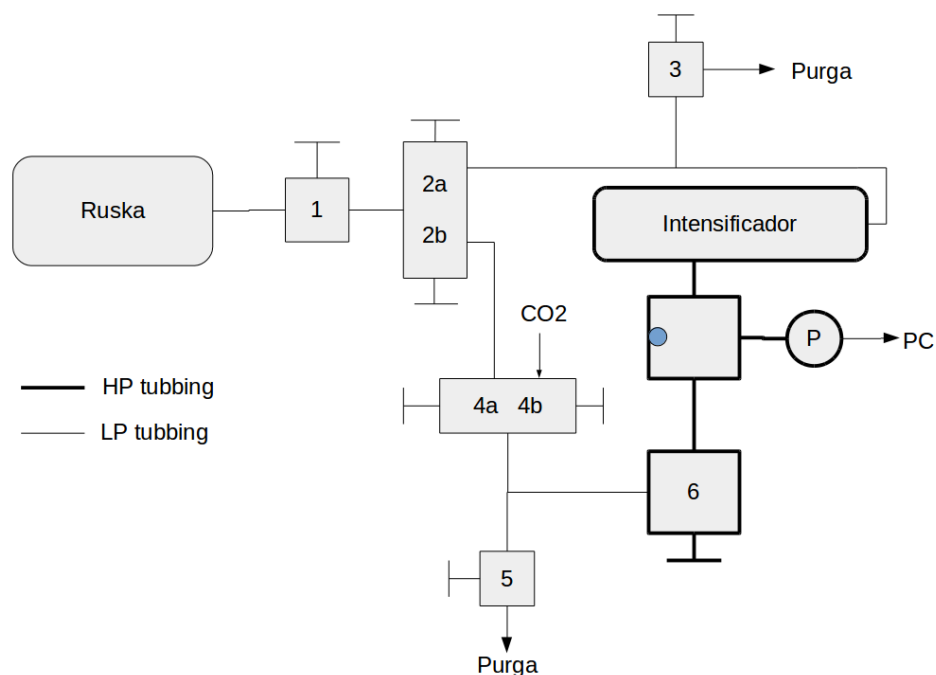 3
Purga
2a
Ruska
1
2b
Intensificador
CO2
P
PC
HP tubbing
4a 4b
LP tubbing
6
5
Purga